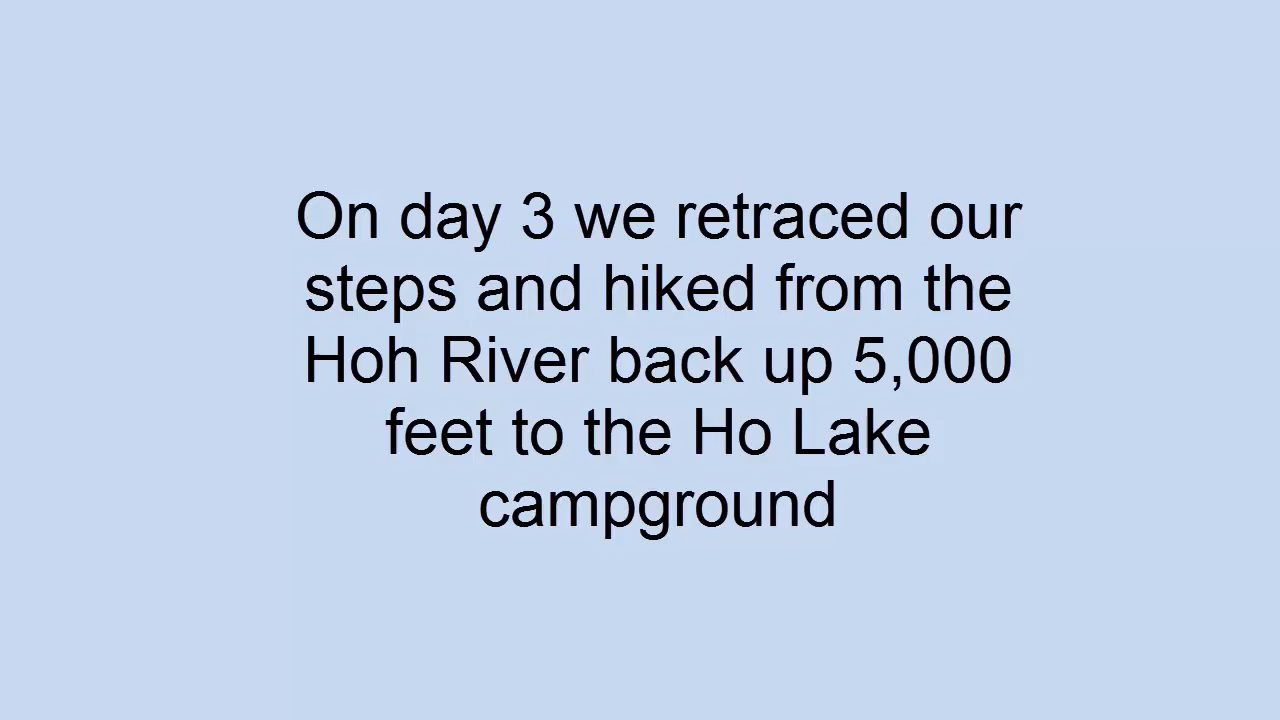 On day 3 we retraced our
steps and hiked from the
Hoh River back up 5,000
feet to the Ho Lake
campground